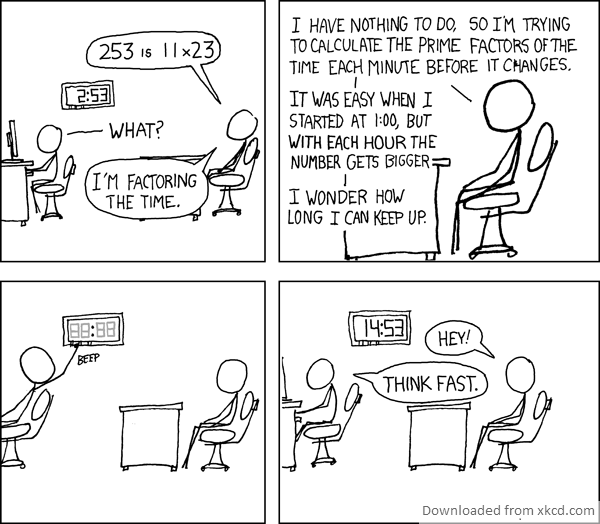 253 IS 11x23
2:53
WHAT?
I'M FACTORING
THE TIME.
I HAVE NOTHING TO DO, SO I'M TRYING
TO CALCULATE THE PRIME FACTORS OF THE
TIME EACH MINUTE BEFORE IT CHANGES.
IT WAS EASY WHEN I
STARTED AT 1:00, BUT
WITH EACH HOUR THE
NUMBER GETS BIGGER
I WONDER HOW
LONG I CAN KEEP UP.
88:88
BEEP
14:53
HEY!
THINK FAST.
Downloaded from xkcd.com